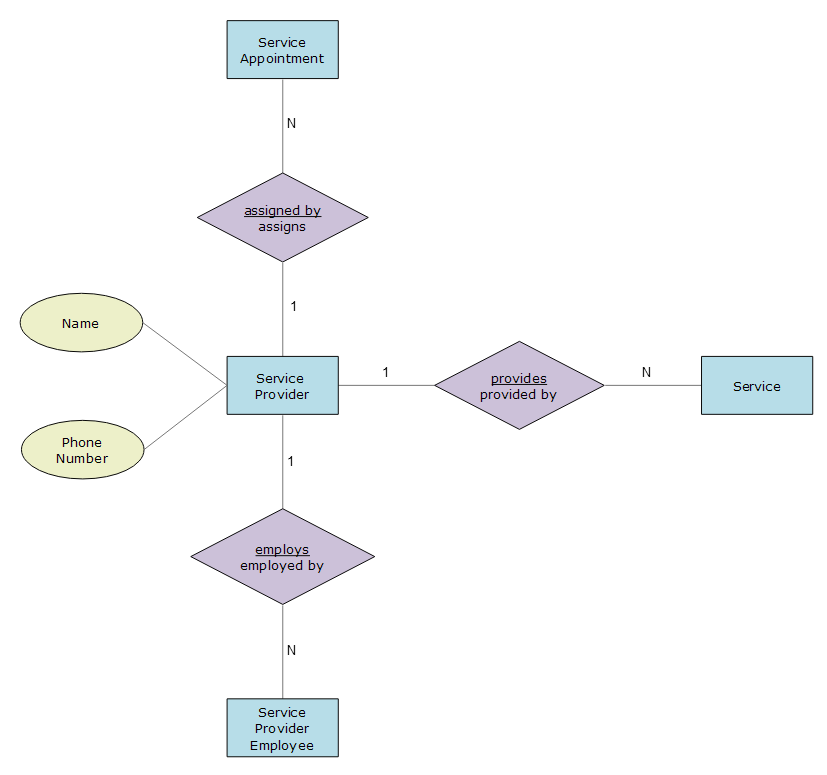 Service
Appointment
N
assigned by
assigns
1
Name
Service
Provider
1
provides
provided by
N
Service
Phone
Number
1
employs
employed by
N
Service
Provider
Employee